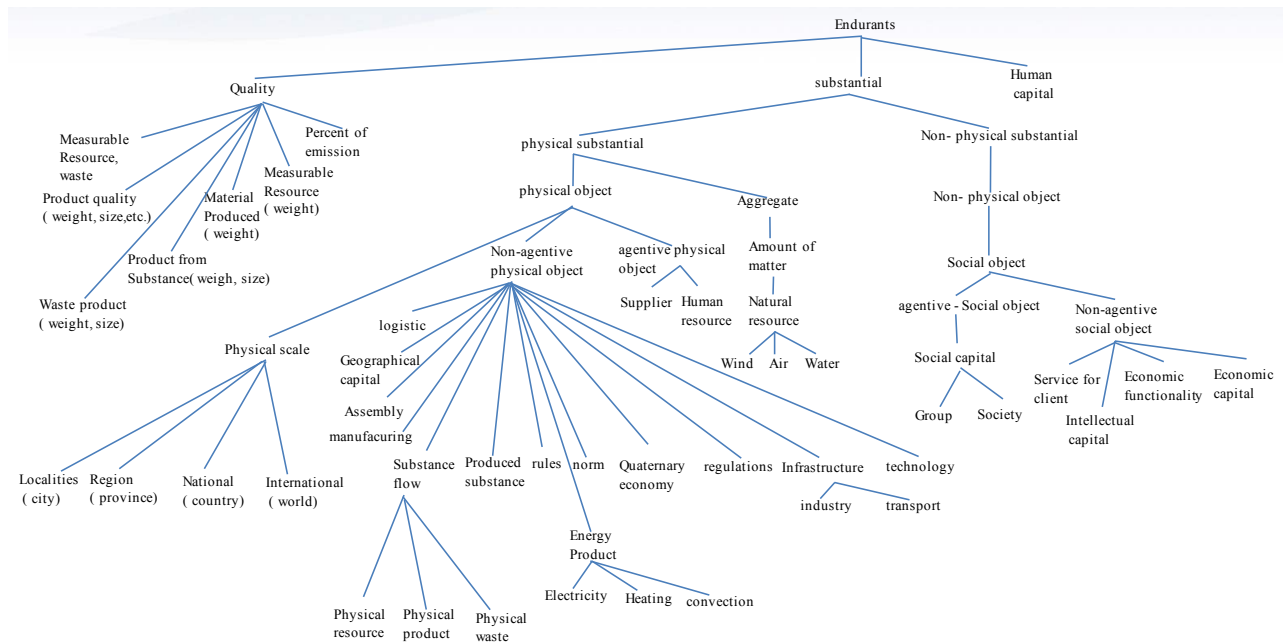 Endurants
Quality
substantial
Human
capital
Measurable
Resource,
waste
Percent of
emission
Product quality
( weight, size,etc.)
Material
Produced
( weight)
Measurable
Resource
( weight)
Product from
Substance( weigh, size)
Waste product
( weight, size)
physical substantial
Non- physical substantial
physical object
Aggregate
Non- physical object
Non-agentive
physical object
agentive physical
object
Amount of
matter
Social object
Supplier
Human
resource
Natural
resource
agentive - Social object
Non-agentive
social object
Physical scale
logistic
Geographical
capital
Wind
Air
Water
Social capital
Service for
client
Economic
functionality
Economic
capital
Assembly
manufacuring
Group
Society
Intellectual
capital
Localities
( city)
Region
( province)
National
( country)
International
( world)
Substance
flow
Produced
substance
rules
norm
Quaternary
economy
regulations
Infrastructure
technology
industry
transport
Energy
Product
Physical
resource
Physical
product
Physical
waste
Electricity
Heating
convection